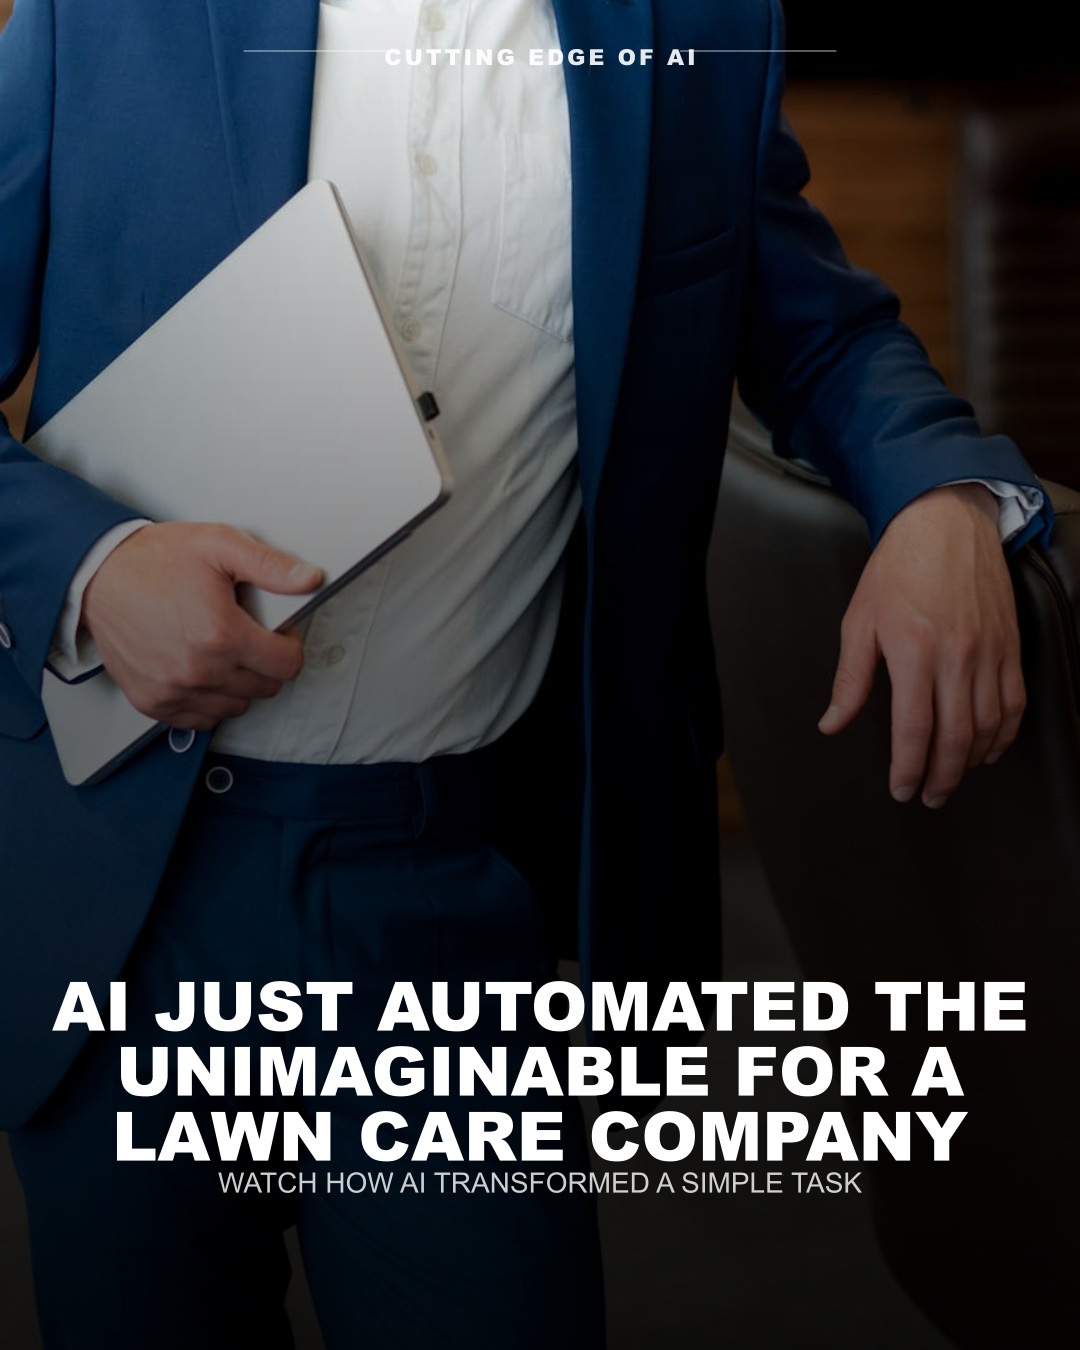 CUTTING EDGE OF AI
AI JUST AUTOMATED THE
UNIMAGINABLE FOR A
LAWN CARE COMPANY
WATCH HOW AI TRANSFORMED A SIMPLE TASK